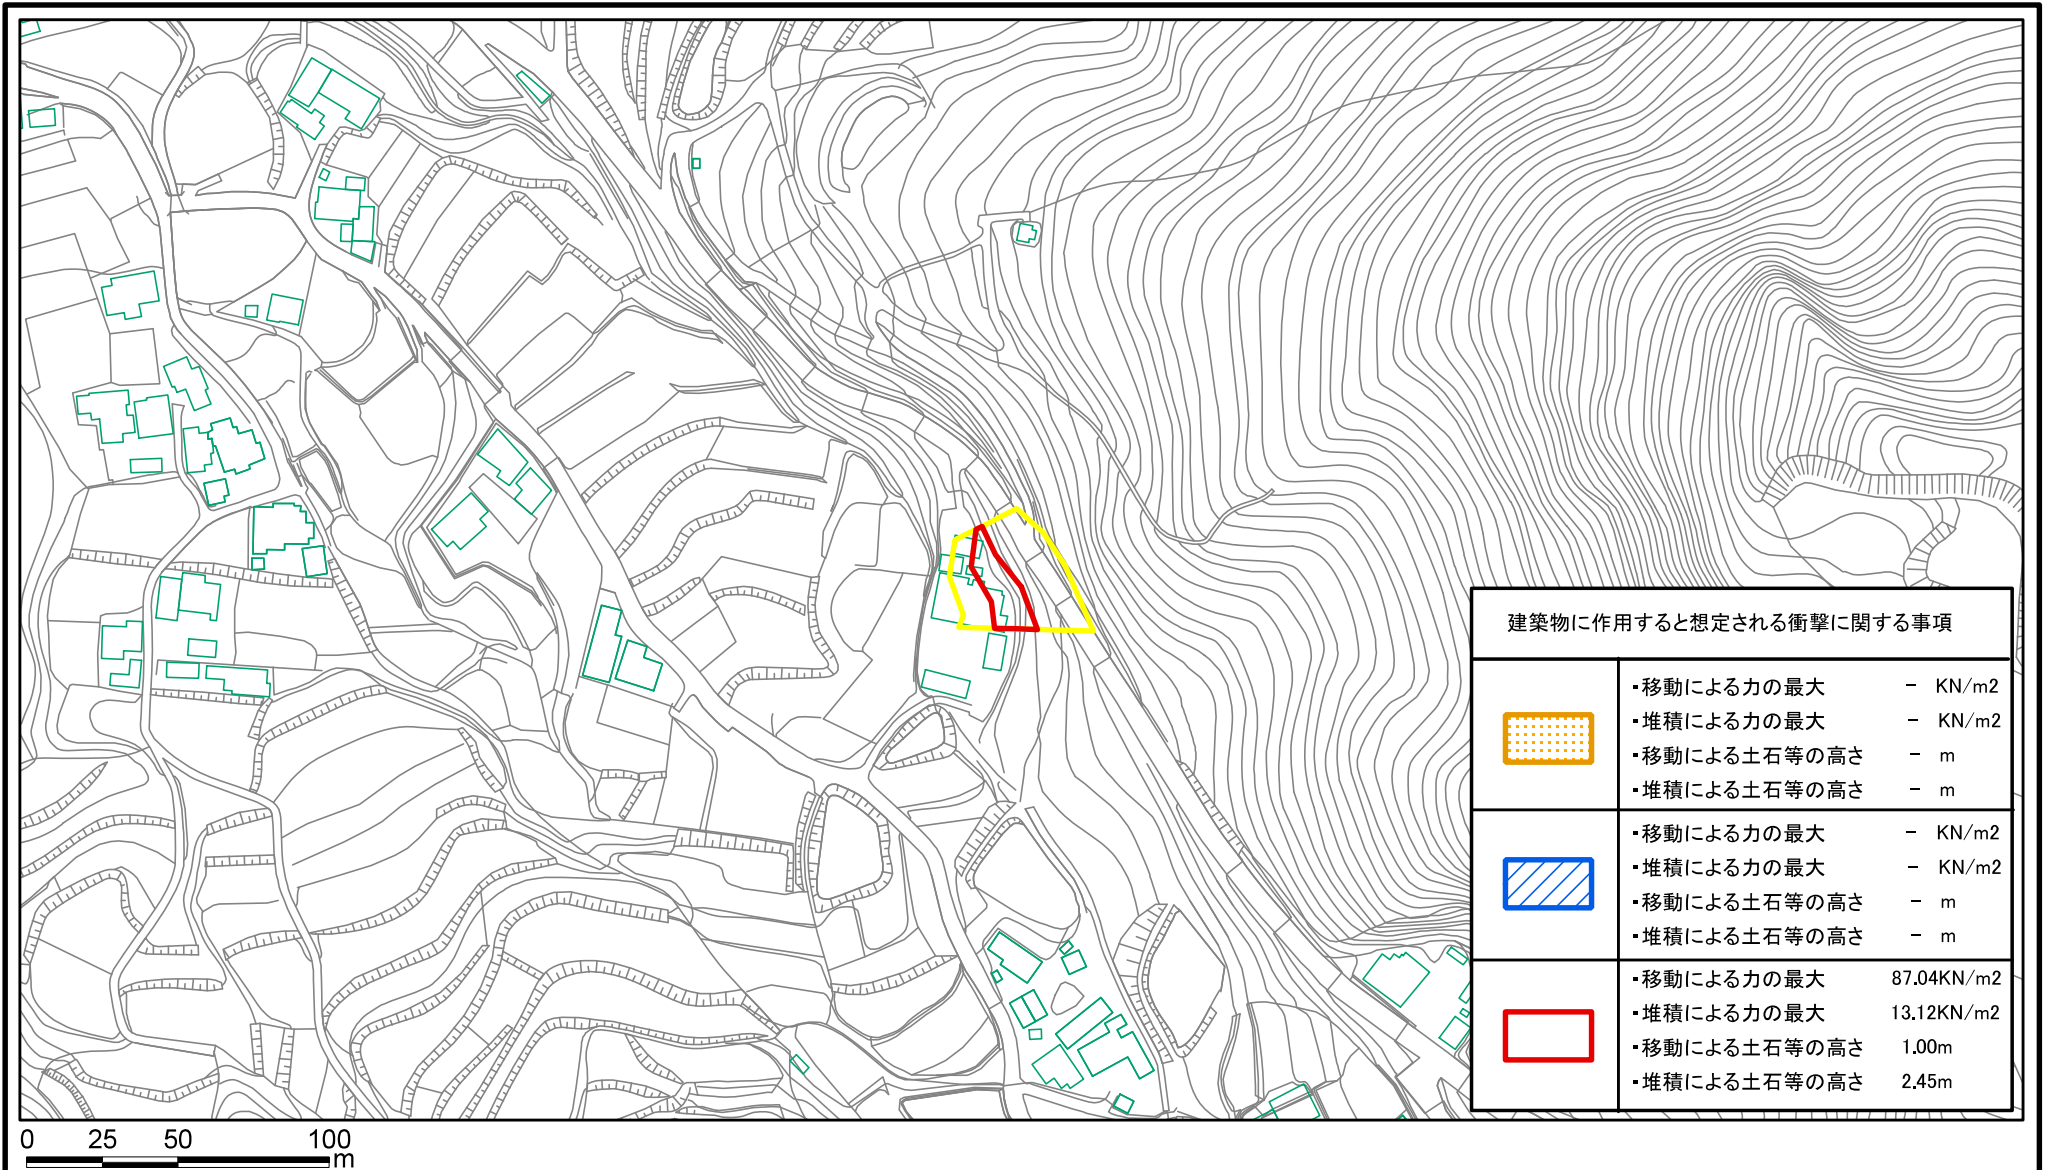 建築物に作用すると想定される衝撃に関する事項
・移動による力の最大 － KN/m2
・堆積による力の最大 － KN/m2
・移動による土石等の高さ － m
・堆積による土石等の高さ － m
・移動による力の最大 － KN/m2
・堆積による力の最大 － KN/m2
・移動による土石等の高さ － m
・堆積による土石等の高さ － m
・移動による力の最大 87.04KN/m2
・堆積による力の最大 13.12KN/m2
・移動による土石等の高さ 1.00m
・堆積による土石等の高さ 2.45m
0 25 50 100
m